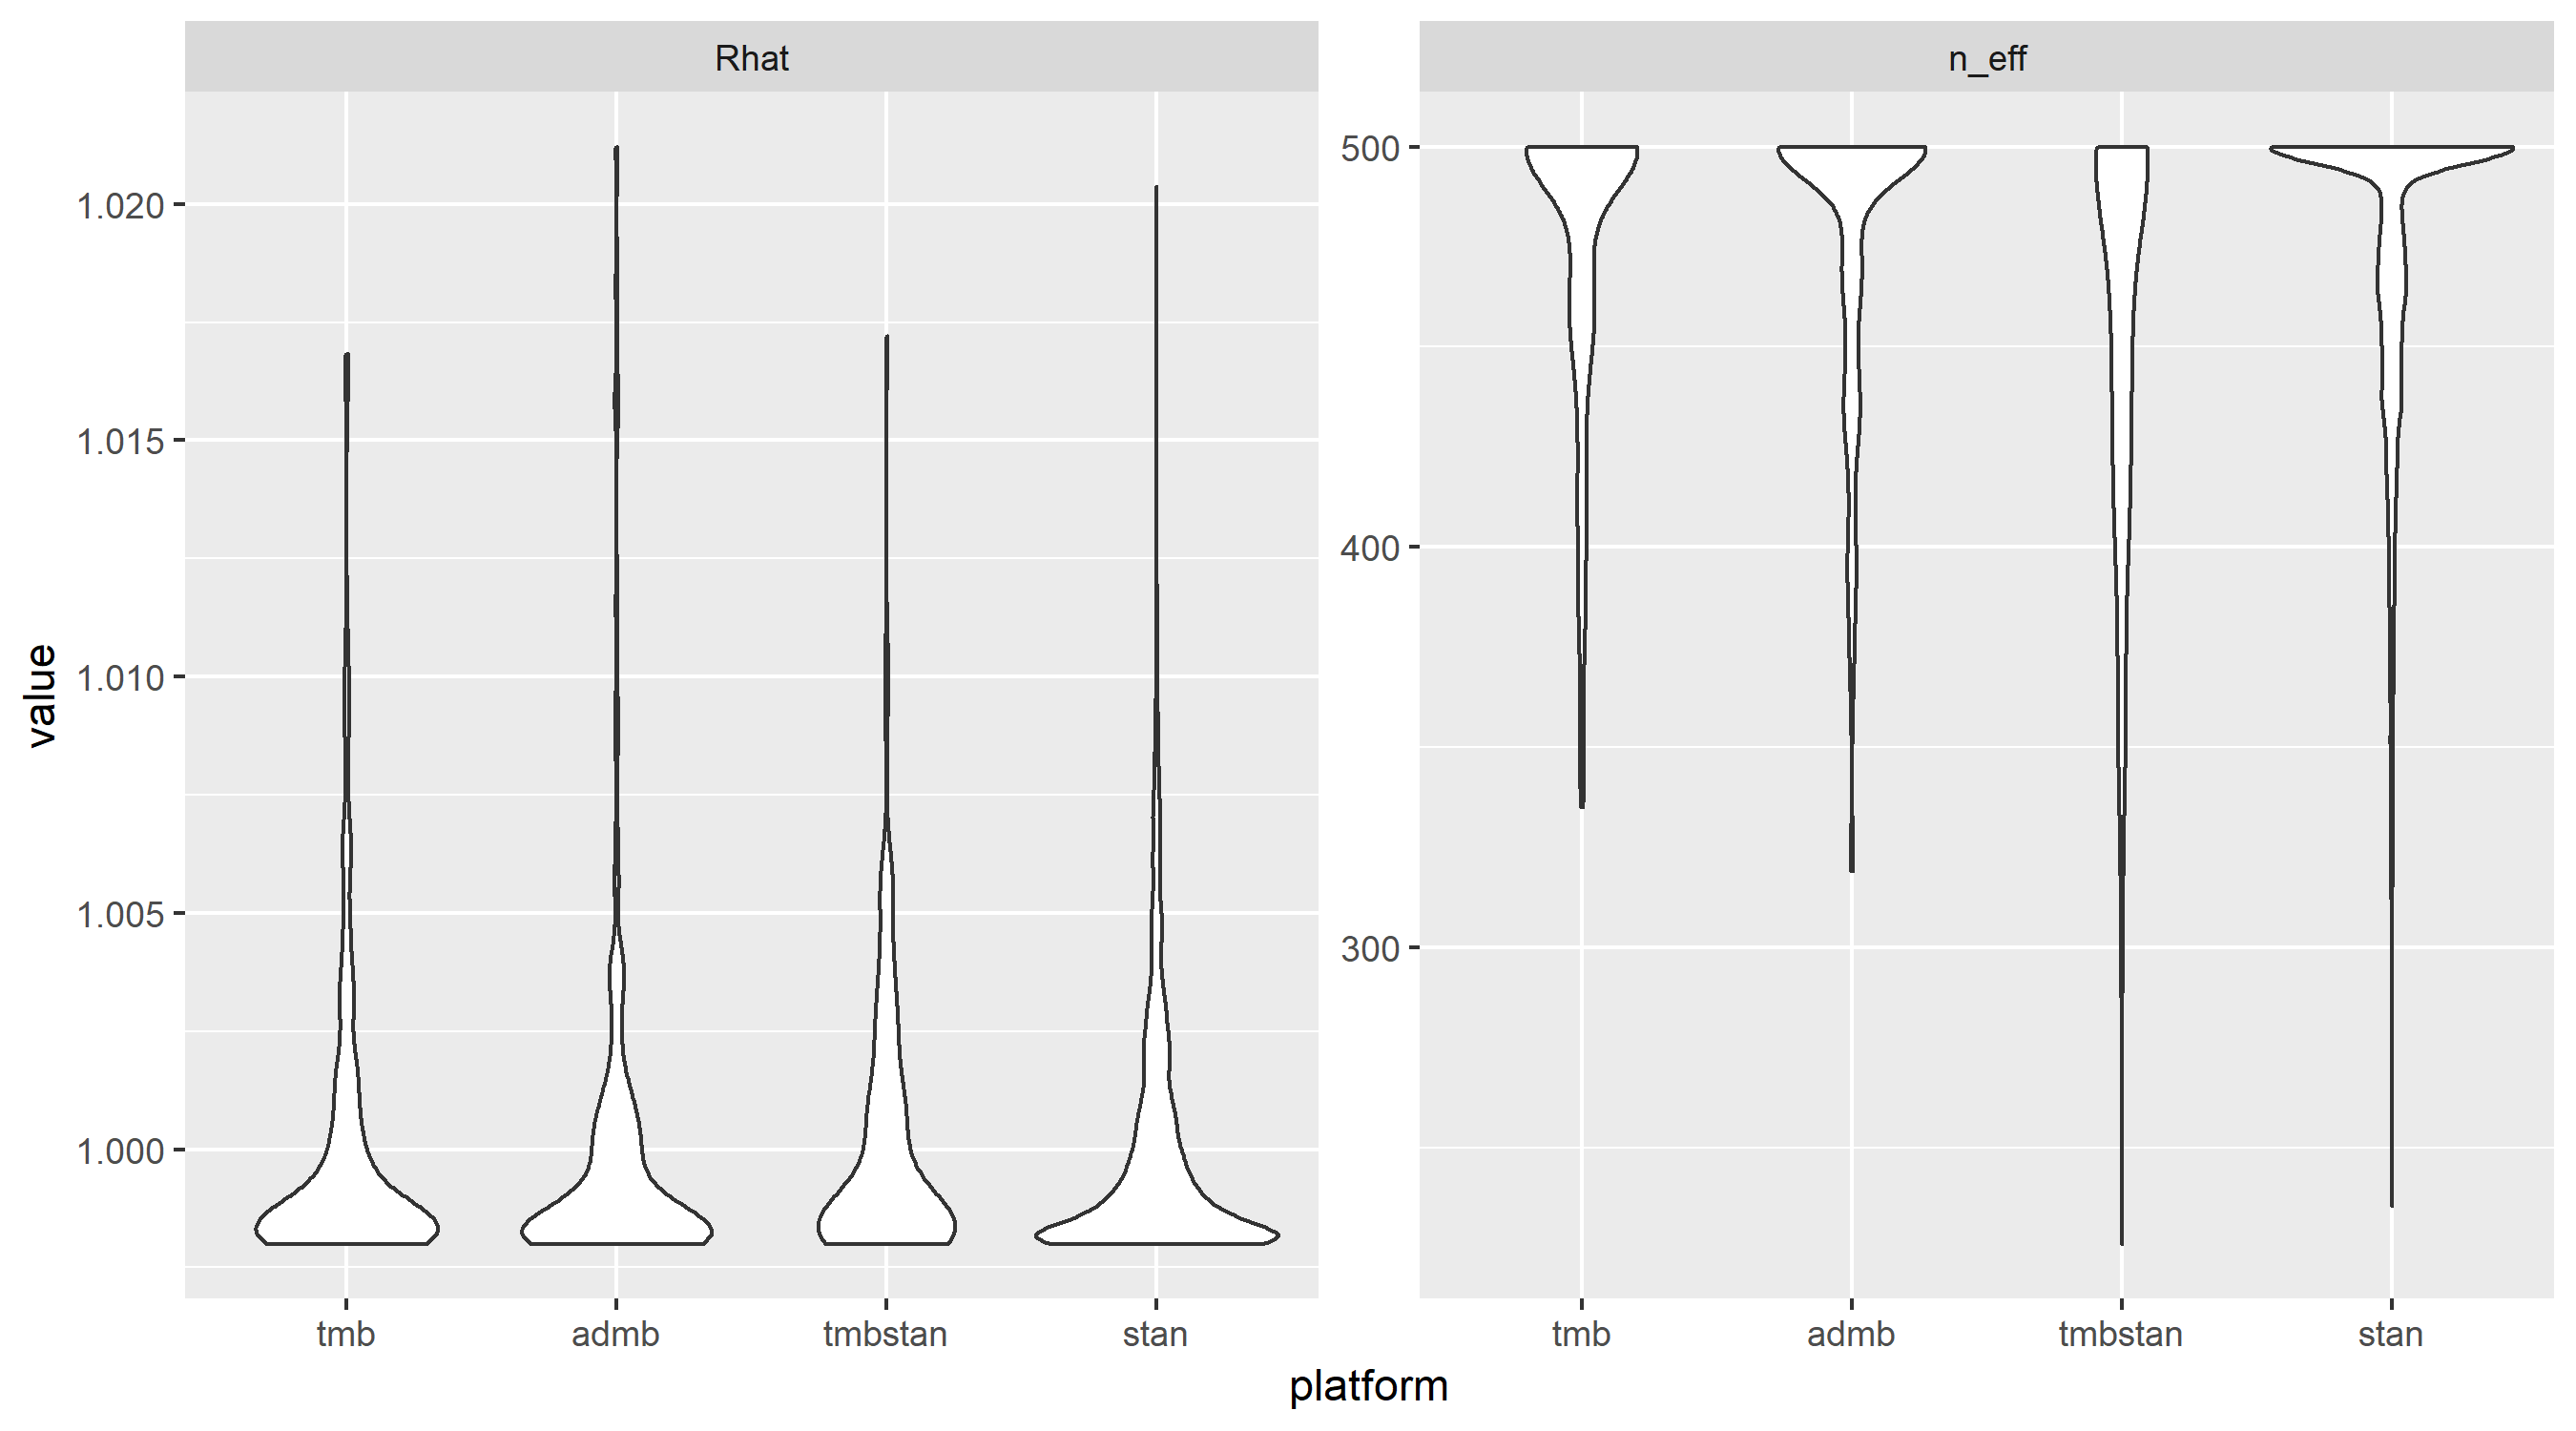 Rhat
n_eff
value
1.020
1.015
1.010
1.005
1.000
500
400
300
tmb
admb
tmbstan
stan
tmb
admb
tmbstan
stan
platform